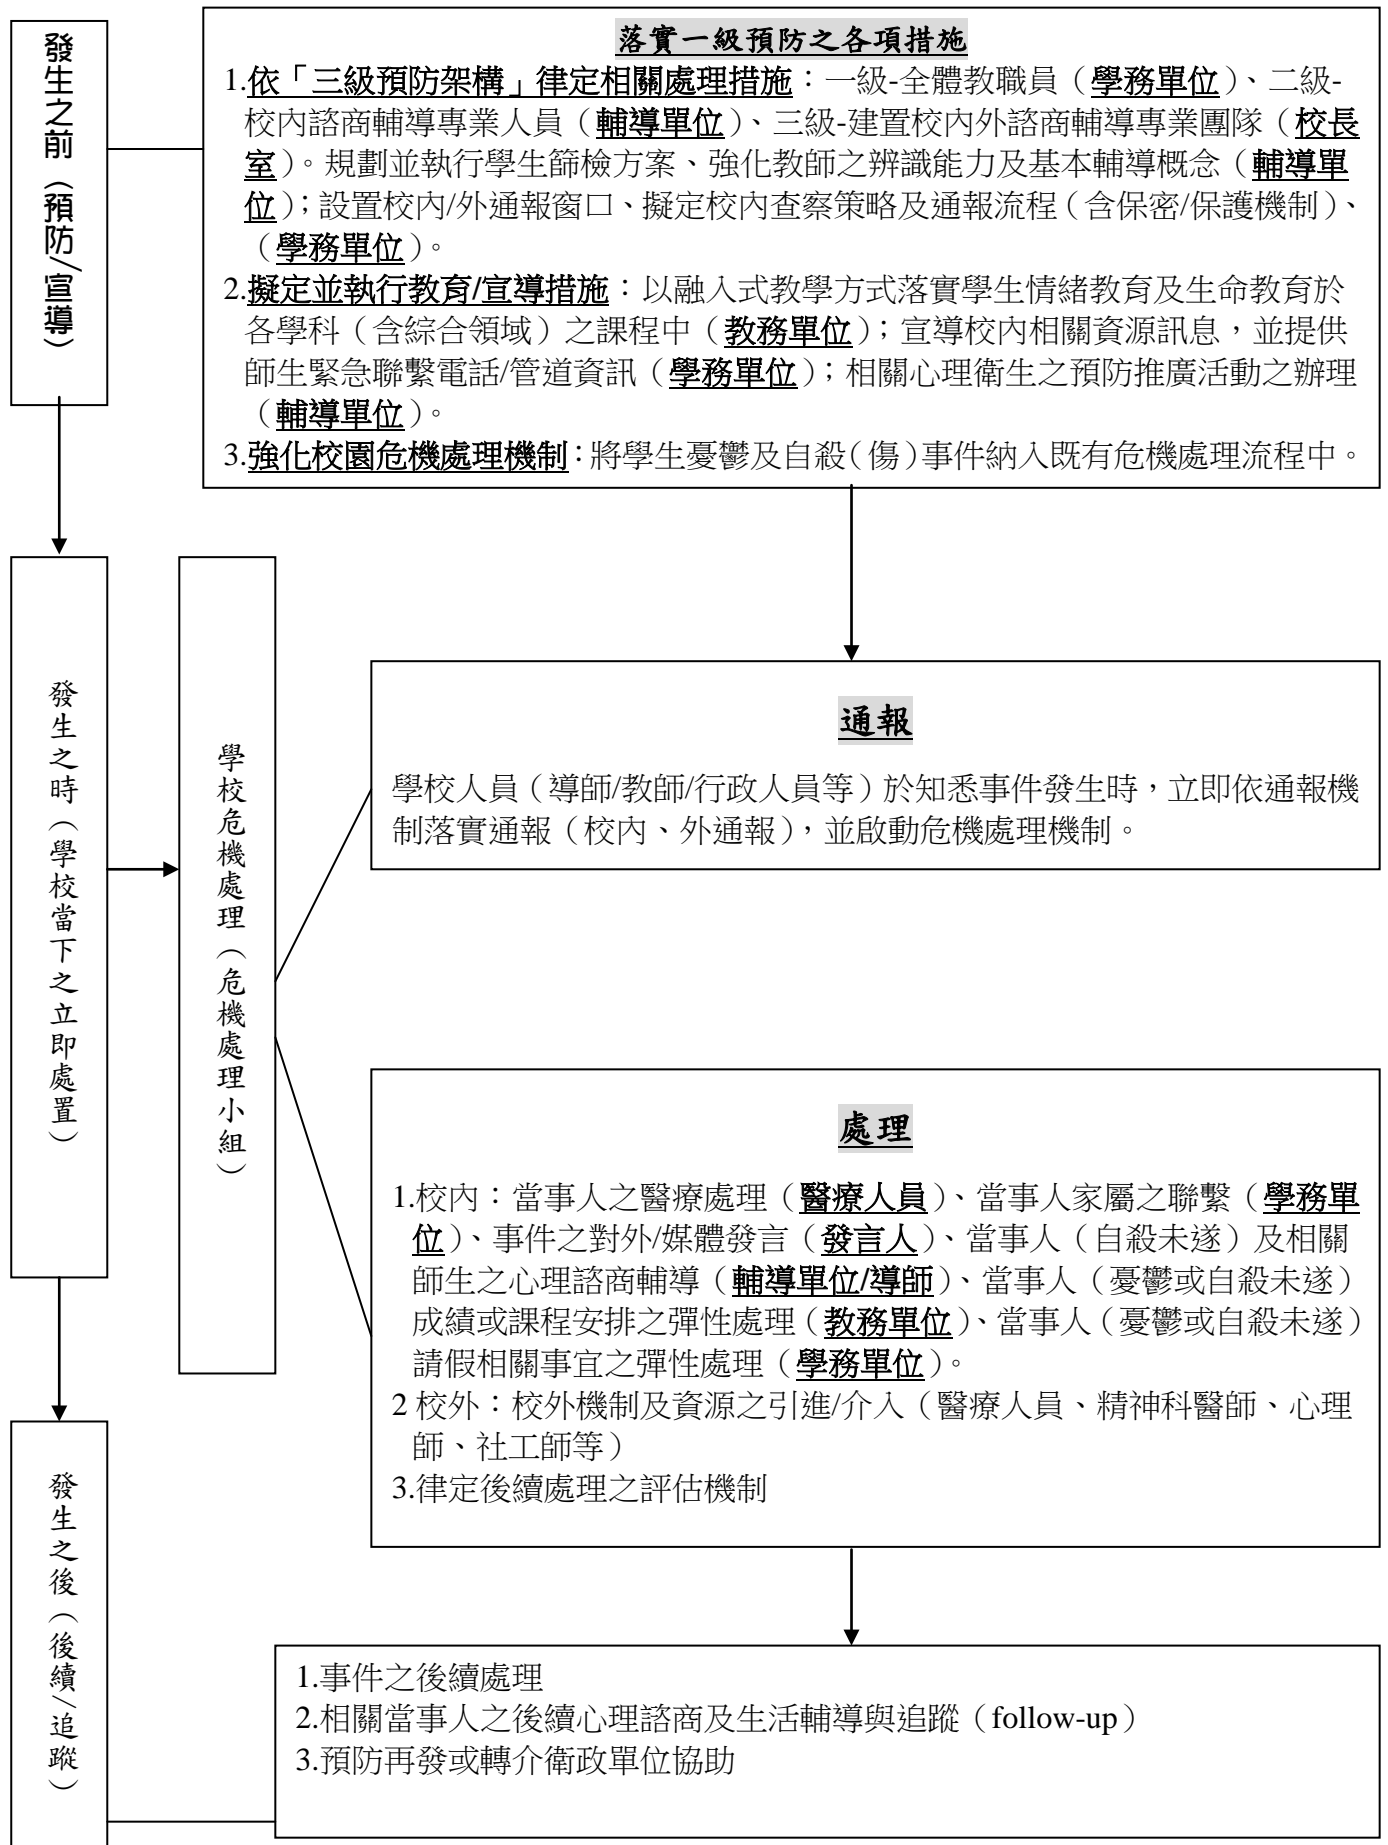 發生之前（預防/宣導）
落實一級預防之各項措施
1.依「三級預防架構」律定相關處理措施：一級-全體教職員（學務單位）、二級-
校內諮商輔導專業人員（輔導單位）、三級-建置校內外諮商輔導專業團隊（校長
室）。規劃並執行學生篩檢方案、強化教師之辨識能力及基本輔導概念（輔導單
位）；設置校內/外通報窗口、擬定校內查察策略及通報流程（含保密/保護機制）、
（學務單位）。
2.擬定並執行教育/宣導措施：以融入式教學方式落實學生情緒教育及生命教育於
各學科（含綜合領域）之課程中（教務單位）；宣導校內相關資源訊息，並提供
師生緊急聯繫電話/管道資訊（學務單位）；相關心理衛生之預防推廣活動之辦理
（輔導單位）。
3.強化校園危機處理機制：將學生憂鬱及自殺（傷）事件納入既有危機處理流程中。
發生之時（學校當下之立即處置）
學校危機處理（危機處理小組）
通報
學校人員（導師/教師/行政人員等）於知悉事件發生時，立即依通報機
制落實通報（校內、外通報），並啟動危機處理機制。
處理
1.校內：當事人之醫療處理（醫療人員）、當事人家屬之聯繫（學務單
位）、事件之對外/媒體發言（發言人）、當事人（自殺未遂）及相關
師生之心理諮商輔導（輔導單位/導師）、當事人（憂鬱或自殺未遂）
成績或課程安排之彈性處理（教務單位）、當事人（憂鬱或自殺未遂）
請假相關事宜之彈性處理（學務單位）。
2 校外：校外機制及資源之引進/介入（醫療人員、精神科醫師、心理
師、社工師等）
3.律定後續處理之評估機制
發生之後（後續/追蹤）
1.事件之後續處理
2.相關當事人之後續心理諮商及生活輔導與追蹤（follow-up）
3.預防再發或轉介衛政單位協助